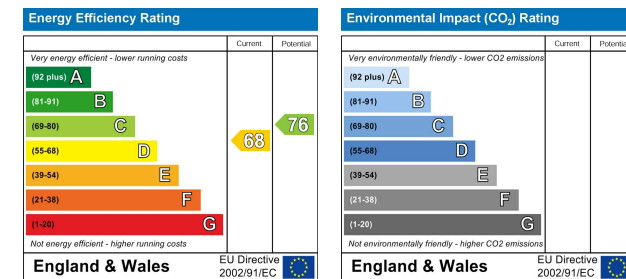 Energy Efficiency Rating
Current Potential
Very energy efficient - lower running costs
(92 plus) A
(81-91) B
(69-80) C
(55-68) D
(39-54) E
(21-38) F
(1-20) G
68
76
Not energy efficient - higher running costs
England & Wales
EU Directive
2002/91/EC
Environmental Impact (CO₂) Rating
Current Potential
Very environmentally friendly - lower CO2 emissions
(92 plus) A
(81-91) B
(69-80) C
(55-68) D
(39-54) E
(21-38) F
(1-20) G
Not environmentally friendly - higher CO2 emissions
England & Wales
EU Directive
2002/91/EC